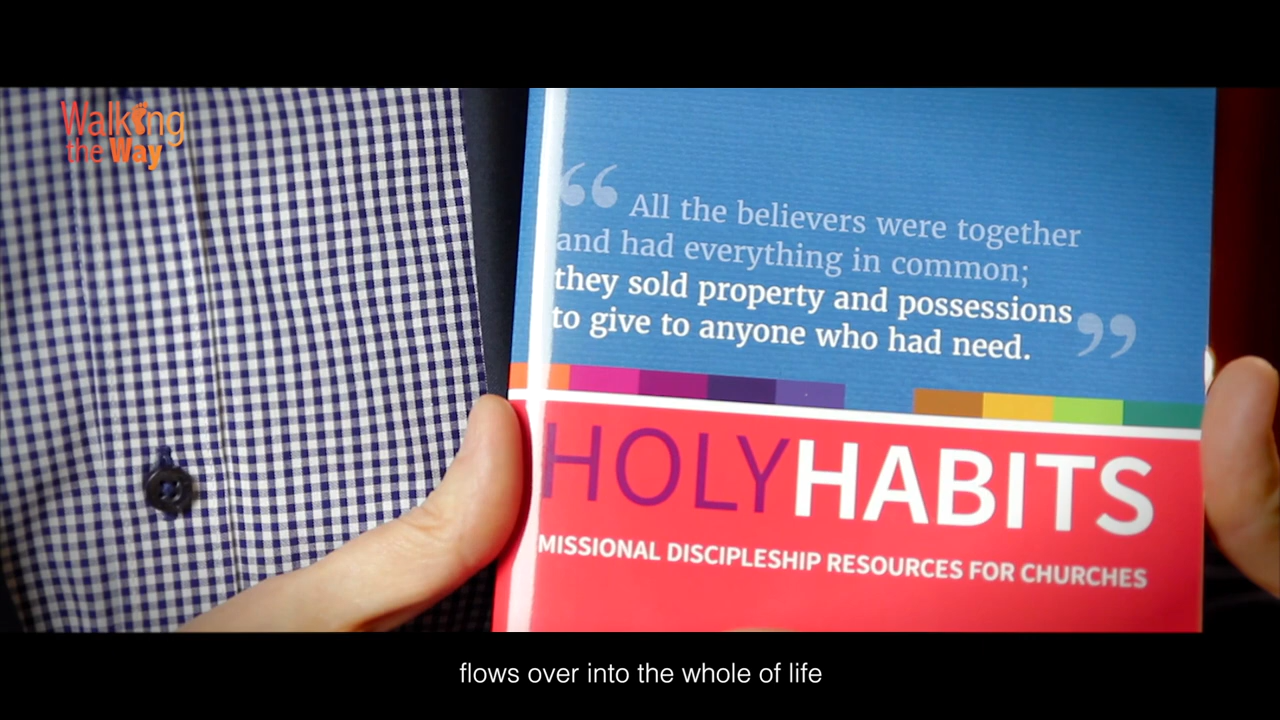 Walking
the Way
“ All the believers were together
and had everything in common;
they sold property and possessions
to give to anyone who had need. ”
HOLYHABITS
MISSIONAL DISCIPLESHIP RESOURCES FOR CHURCHES
flows over into the whole of life